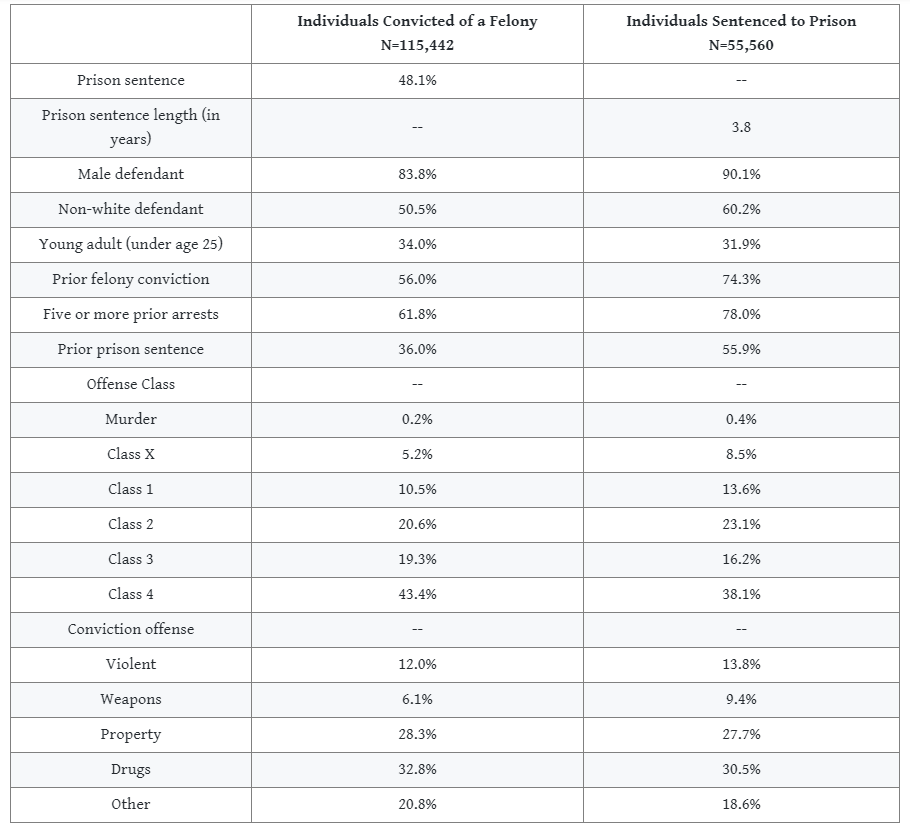 Individuals Convicted of a Felony Individuals Sentenced to Prison
N=115,442 N=55,560
Prison sentence 48.1% --
Prison sentence length (in
years) -- 3.8
Male defendant 83.8% 90.1%
Non-white defendant 50.5% 60.2%
Young adult (under age 25) 34.0% 31.9%
Prior felony conviction 56.0% 74.3%
Five or more prior arrests 61.8% 78.0%
Prior prison sentence 36.0% 55.9%
Offense Class -- --
Murder 0.2% 0.4%
Class X 5.2% 8.5%
Class 1 10.5% 13.6%
Class 2 20.6% 23.1%
Class 3 19.3% 16.2%
Class 4 43.4% 38.1%
Conviction offense -- --
Violent 12.0% 13.8%
Weapons 6.1% 9.4%
Property 28.3% 27.7%
Drugs 32.8% 30.5%
Other 20.8% 18.6%